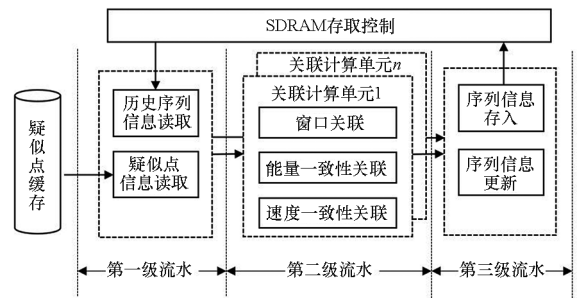 SDRAM存取控制
疑似点缓存
历史序列
信息读取
疑似点
信息读取
关联计算单元n
关联计算单元1
窗口关联
能量一致性关联
速度一致性关联
序列信息
存入
序列信息
更新
第一级流水
第二级流水
第三级流水